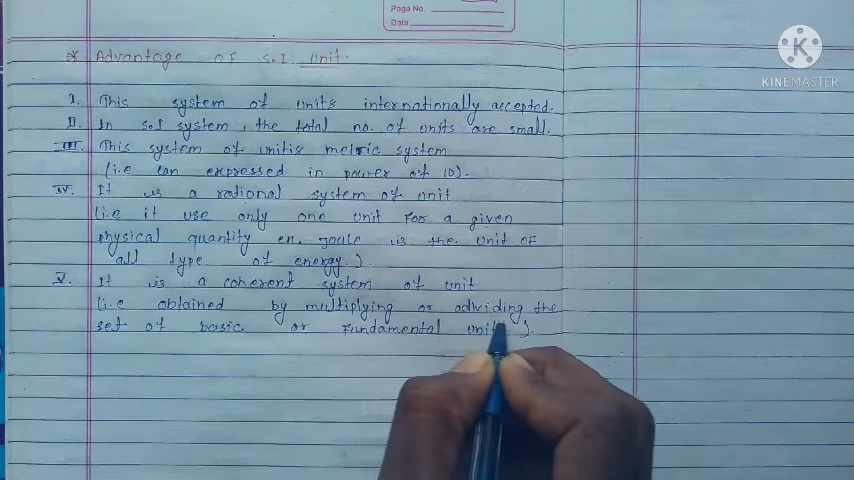 Page No.
Date
K
KINEMASTER
* Advantage of S.I. Unit.
I. This system of units internationally accepted.
II. In S.I system, the total no. of units are small.
III. This system of unitis metric system
(i.e can expressed in power of 10).
IV. It is a rational system of unit
(i.e it use only one unit for a given
physical quantity en. joule is the unit of
all type of energy.)
V. It is a coherent system of unit
(i.e obtained by multiplying or adividing the
set of basic or fundamental unit ).